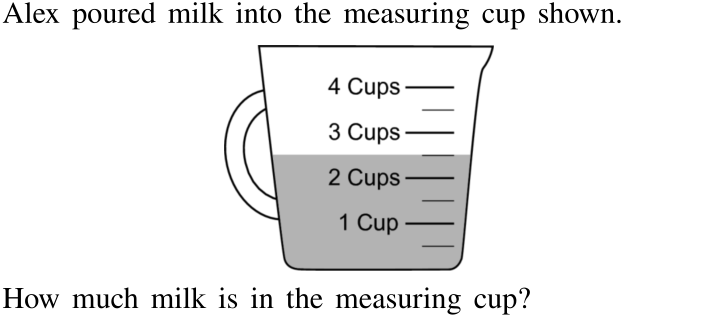 Alex poured milk into the measuring cup shown.
4 Cups
3 Cups
2 Cups
1 Cup
How much milk is in the measuring cup?